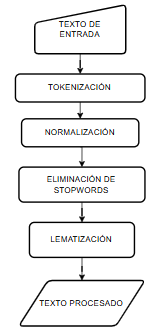 TEXTO DE
ENTRADA
TOKENIZACIÓN
NORMALIZACIÓN
ELIMINACIÓN DE
STOPWORDS
LEMATIZACIÓN
TEXTO PROCESADO